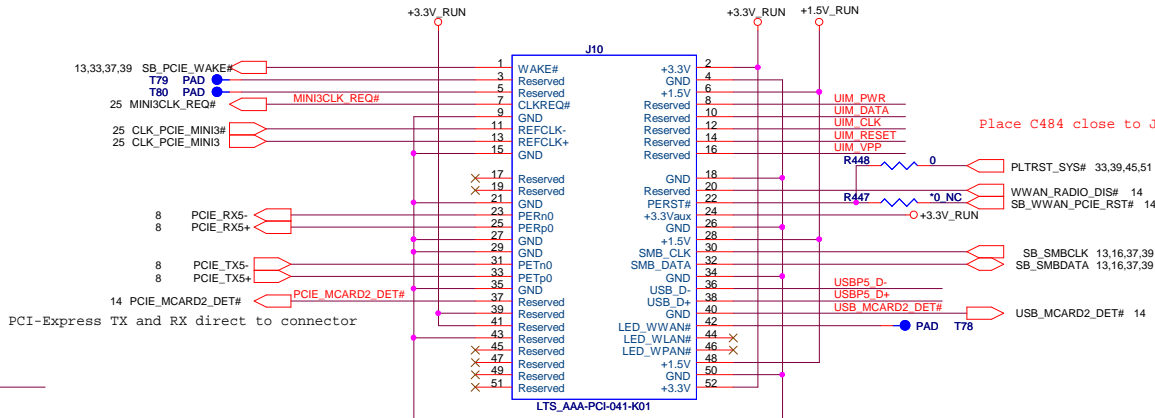 +3.3V_RUN +3.3V_RUN +1.5V_RUN
J10
13,33,37,39 SB_PCIE_WAKE# 1 WAKE# +3.3V 2
T79 PAD 3 Reserved GND 4
T80 PAD 5 Reserved +1.5V 6
25 MINI3CLK_REQ# MINI3CLK_REQ# 7 CLKREQ# Reserved 8 UIM_PWR
9 GND Reserved 10 UIM_DATA
25 CLK_PCIE_MINI3# 11 REFCLK- Reserved 12 UIM_CLK
25 CLK_PCIE_MINI3 13 REFCLK+ Reserved 14 UIM_RESET
15 GND Reserved 16 UIM_VPP
Place C484 close to J
R448 0 PLTRST_SYS# 33,39,45,51
17 Reserved GND 18
19 Reserved Reserved 20 WWAN_RADIO_DIS# 14
21 GND PERST# 22 R447 *0_NC SB_WWAN_PCIE_RST# 14
8 PCIE_RX5- 23 PERn0 +3.3Vaux 24 +3.3V_RUN
8 PCIE_RX5+ 25 PERp0 GND 26
27 GND +1.5V 28
29 GND SMB_CLK 30 SB_SMBCLK 13,16,37,39
8 PCIE_TX5- 31 PETn0 SMB_DATA 32 SB_SMBDATA 13,16,37,39
8 PCIE_TX5+ 33 PETp0 GND 34
35 GND USB_D- 36 USBP5_D-
14 PCIE_MCARD2_DET# PCIE_MCARD2_DET# 37 Reserved USB_D+ 38 USBP5_D+
39 Reserved GND 40 USB_MCARD2_DET# USB_MCARD2_DET# 14
PCI-Express TX and RX direct to connector
41 Reserved LED_WWAN# 42 PAD T78
43 Reserved LED_WLAN# 44
45 Reserved LED_WPAN# 46
47 Reserved +1.5V 48
49 Reserved GND 50
51 Reserved +3.3V 52
LTS_AAA-PCI-041-K01